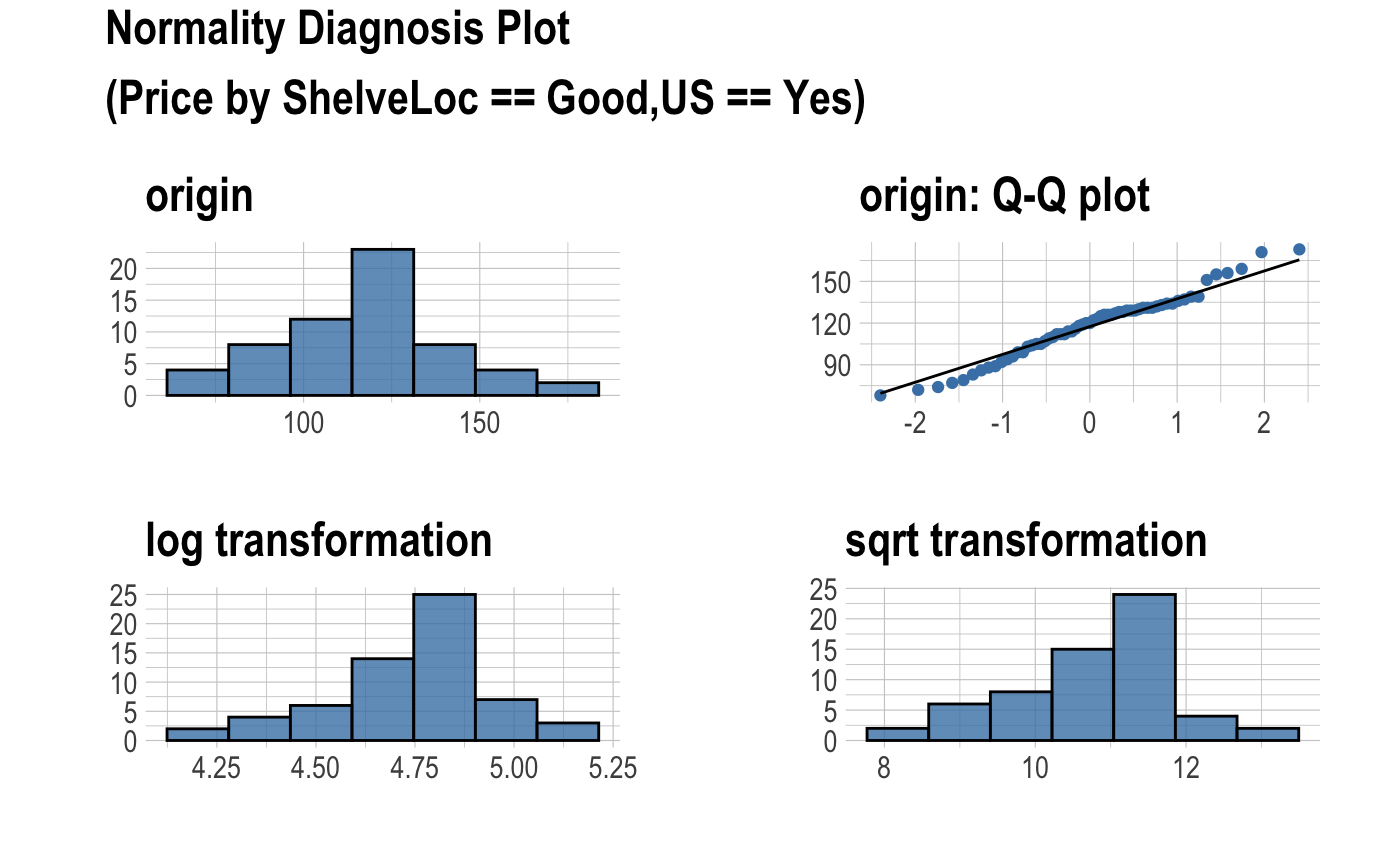 Normality Diagnosis Plot
(Price by ShelveLoc == Good,US == Yes)
origin
20
15
10
5
0
100 150
origin: Q-Q plot
150
120
90
-2 -1 0 1 2
log transformation
25
20
15
10
5
0
4.25 4.50 4.75 5.00 5.25
sqrt transformation
25
20
15
10
5
0
8 10 12